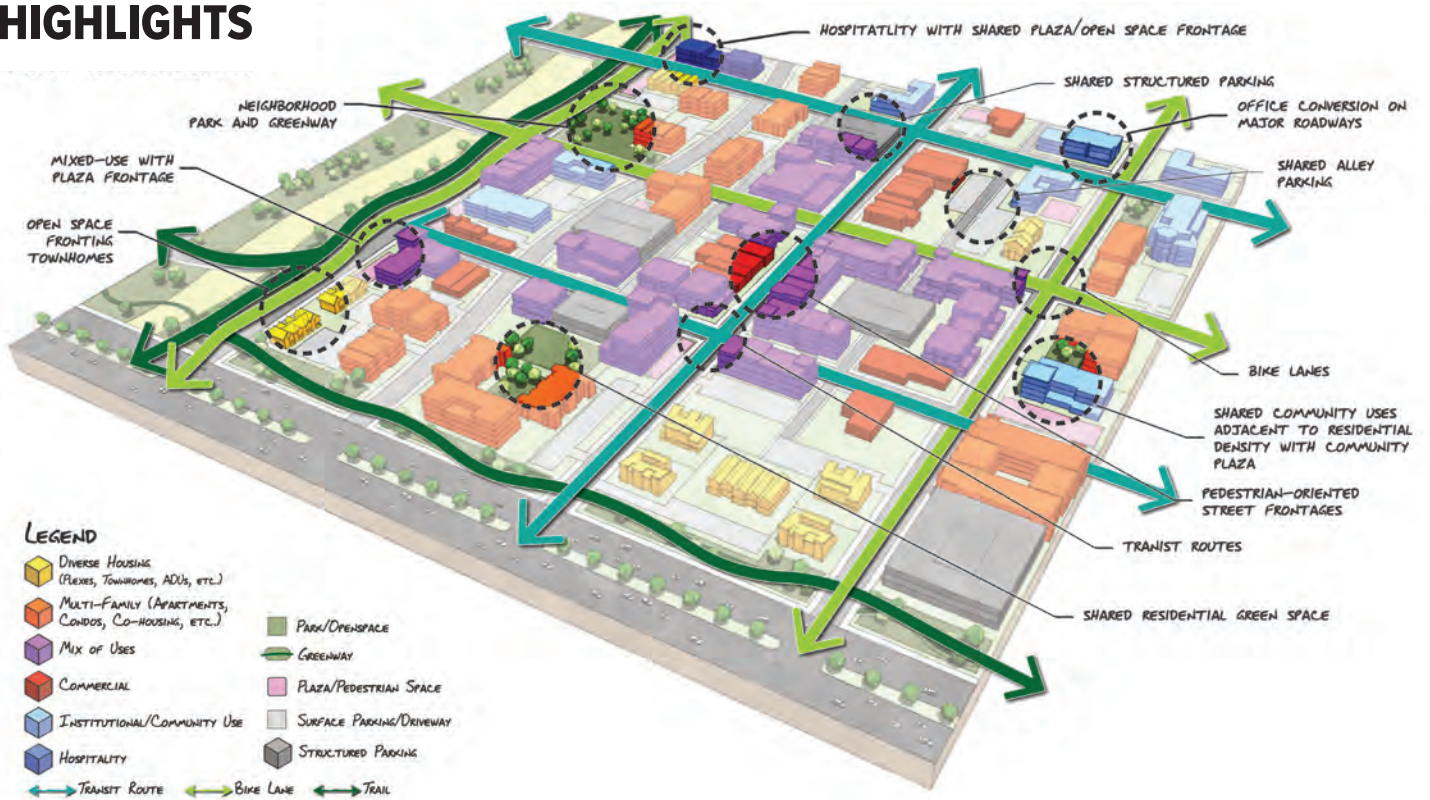 HIGHLIGHTS
HOSPITATLITY WITH SHARED PLAZA/OPEN SPACE FRONTAGE
SHARED STRUCTURED PARKING
OFFICE CONVERSION ON
MAJOR ROADWAYS
SHARED ALLEY
PARKING
NEIGHBORHOOD
PARK AND GREENWAY
MIXED-USE WITH
PLAZA FRONTAGE
OPEN SPACE
FRONTING
TOWNHOMES
BIKE LANES
SHARED COMMUNITY USES
ADJACENT TO RESIDENTIAL
DENSITY WITH COMMUNITY
PLAZA
PEDESTRIAN-ORIENTED
STREET FRONTAGES
TRANIST ROUTES
SHARED RESIDENTIAL GREEN SPACE
LEGEND
DIVERSE HOUSING
(PLEXES, TOWNHOMES, ADUS, ETC.)
MULTI-FAMILY (APARTMENTS,
CONDOS, CO-HOUSING, ETC.)
MIX OF USES
COMMERCIAL
INSTITUTIONAL/COMMUNITY USE
HOSPITALITY
PARK/OPENSPACE
GREENWAY
PLAZA/PEDESTRIAN SPACE
SURFACE PARKING/DRIVEWAY
STRUCTURED PARKING
TRANSIT ROUTE
BIKE LANE
TRAIL